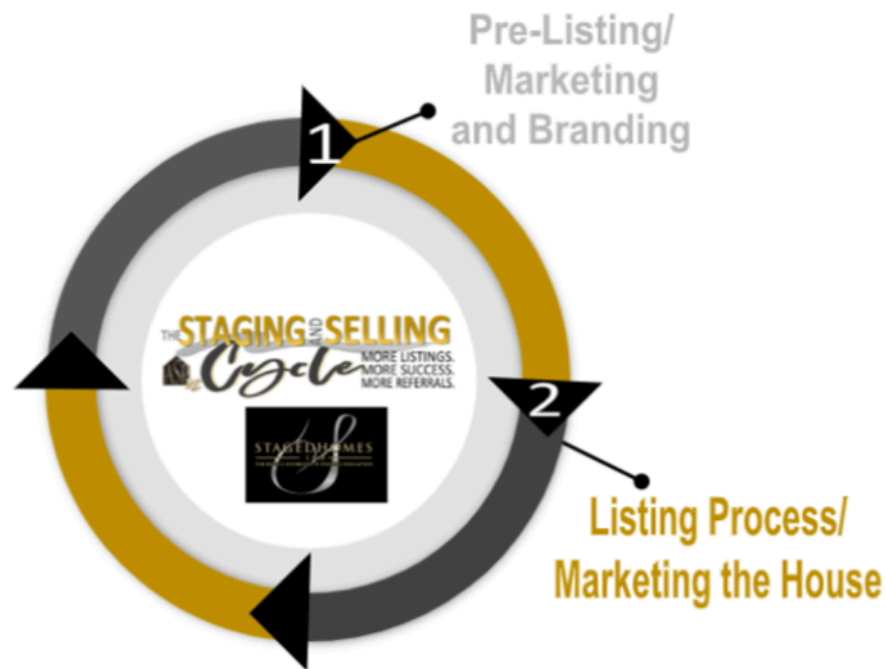 Pre-Listing/
Marketing
and Branding
1
THE STAGING AND SELLING
Cycle
MORE LISTINGS.
MORE SUCCESS.
MORE REFERRALS.
2
STAGEDHOMES
Listing Process/
Marketing the House